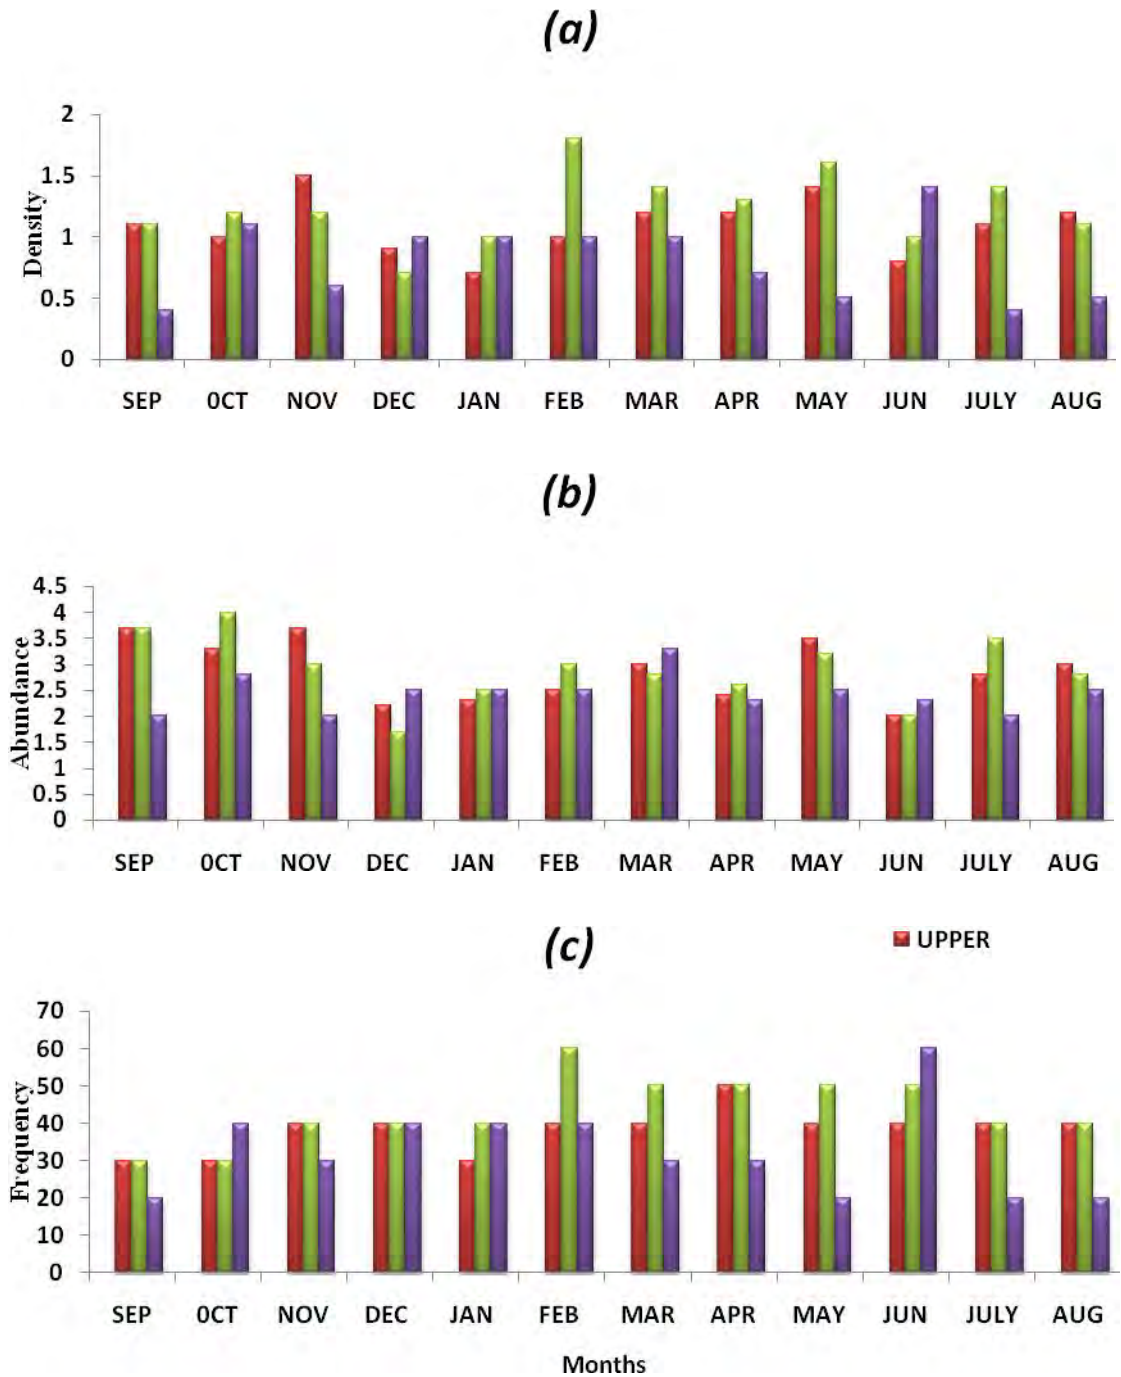 (a)
2
1.5
1
0.5
0
Density
SEP 0CT NOV DEC JAN FEB MAR APR MAY JUN JULY AUG
(b)
4.5
4
3.5
3
2.5
2
1.5
1
0.5
0
Abundance
SEP 0CT NOV DEC JAN FEB MAR APR MAY JUN JULY AUG
(c)
UPPER
70
60
50
40
30
20
10
0
Frequency
SEP 0CT NOV DEC JAN FEB MAR APR MAY JUN JULY AUG
Months